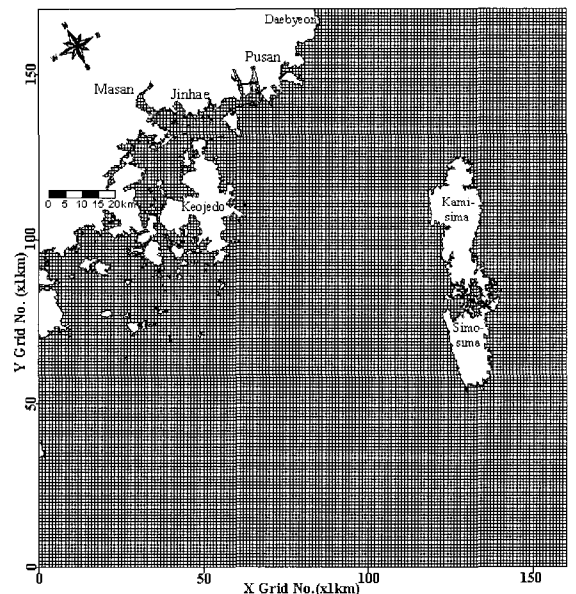 Daebyeon
Pusan
Masan
Jinhae
0 5 10 15 20km
Keojedo
Kami-
sima
Simo-
sima
150
100
50
0
Y Grid No. (x1km)
0 50 100 150
X Grid No.(x1km)